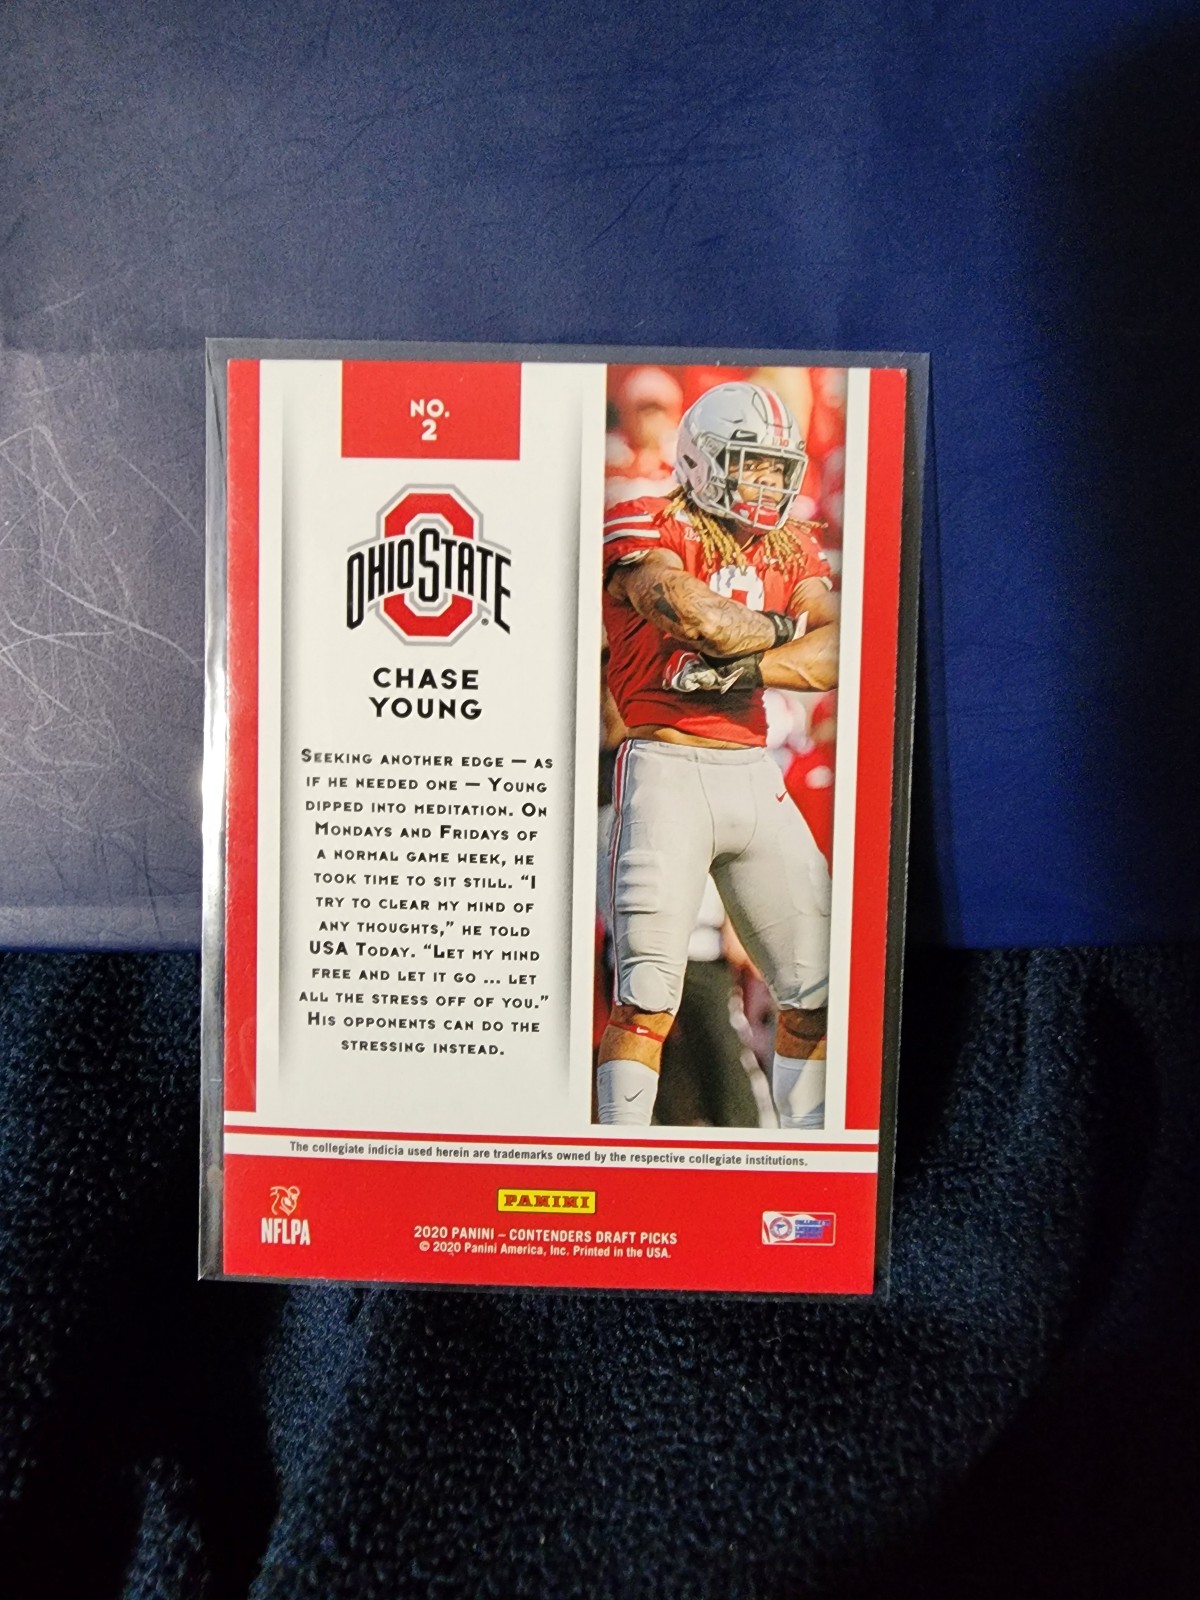 NO.
2
OHIO STATE
CHASE
YOUNG
SEEKING ANOTHER EDGE — AS
IF HE NEEDED ONE — YOUNG
DIPPED INTO MEDITATION. ON
MONDAYS AND FRIDAYS OF
A NORMAL GAME WEEK, HE
TOOK TIME TO SIT STILL. “I
TRY TO CLEAR MY MIND OF
ANY THOUGHTS,” HE TOLD
USA TODAY. “LET MY MIND
FREE AND LET IT GO ... LET
ALL THE STRESS OFF OF YOU.”
HIS OPPONENTS CAN DO THE
STRESSING INSTEAD.
The collegiate indicia used herein are trademarks owned by the respective collegiate institutions.
NFLPA
PANINI
2020 PANINI – CONTENDERS DRAFT PICKS
© 2020 Panini America, Inc. Printed in the USA.